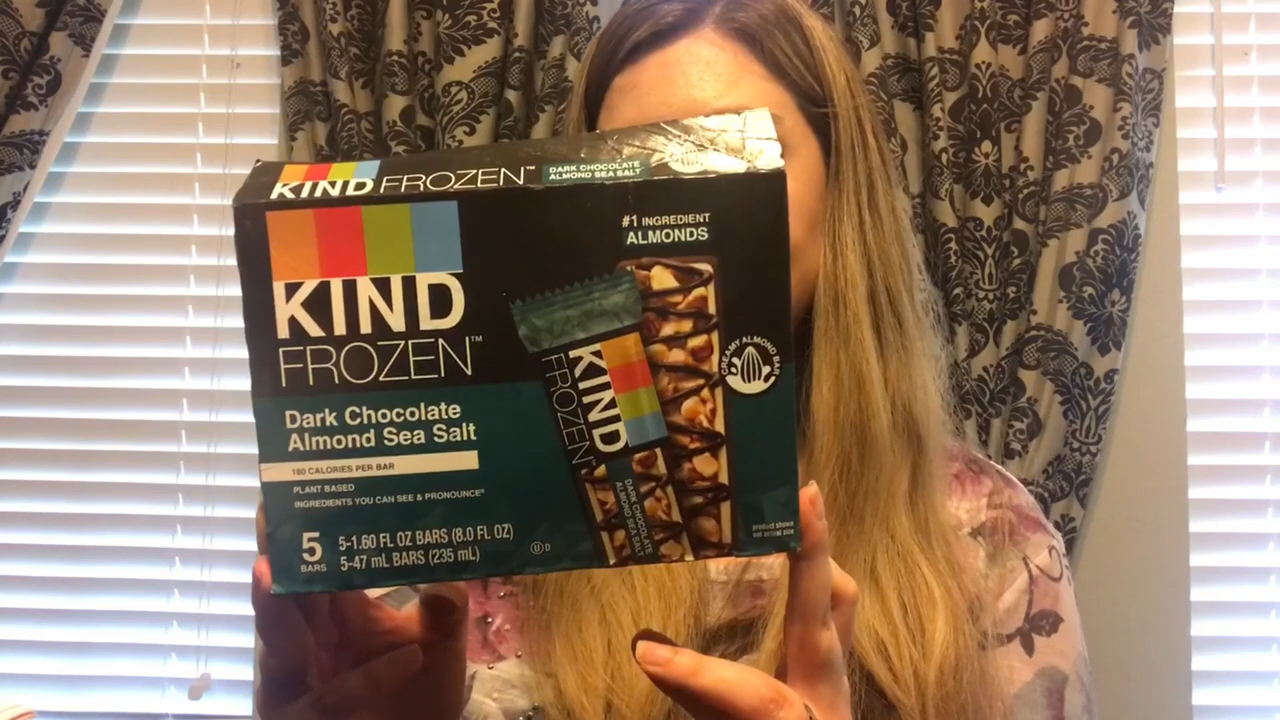 KIND FROZEN™ DARK CHOCOLATE
ALMOND SEA SALT
KIND
FROZEN™
#1 INGREDIENT
ALMONDS
CREAMY ALMOND BAR
KIND
FROZEN™
DARK CHOCOLATE
ALMOND SEA SALT
Dark Chocolate
Almond Sea Salt
180 CALORIES PER BAR
PLANT BASED
INGREDIENTS YOU CAN SEE & PRONOUNCE®
5
BARS
5-1.60 FL OZ BARS (8.0 FL OZ)
5-47 mL BARS (235 mL)
U D
product shown
not actual size